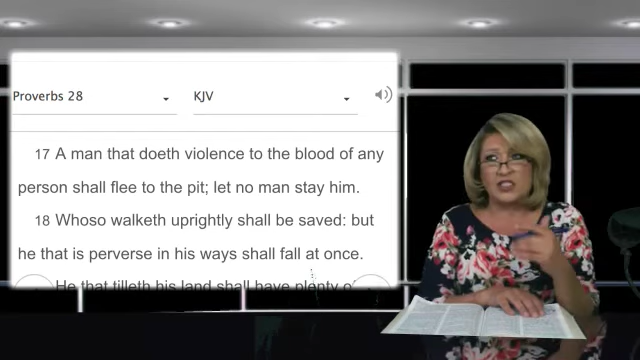 Proverbs 28 KJV
17 A man that doeth violence to the blood of any
person shall flee to the pit; let no man stay him.
18 Whoso walketh uprightly shall be saved: but
he that is perverse in his ways shall fall at once.
He that tilleth his land shall have plenty